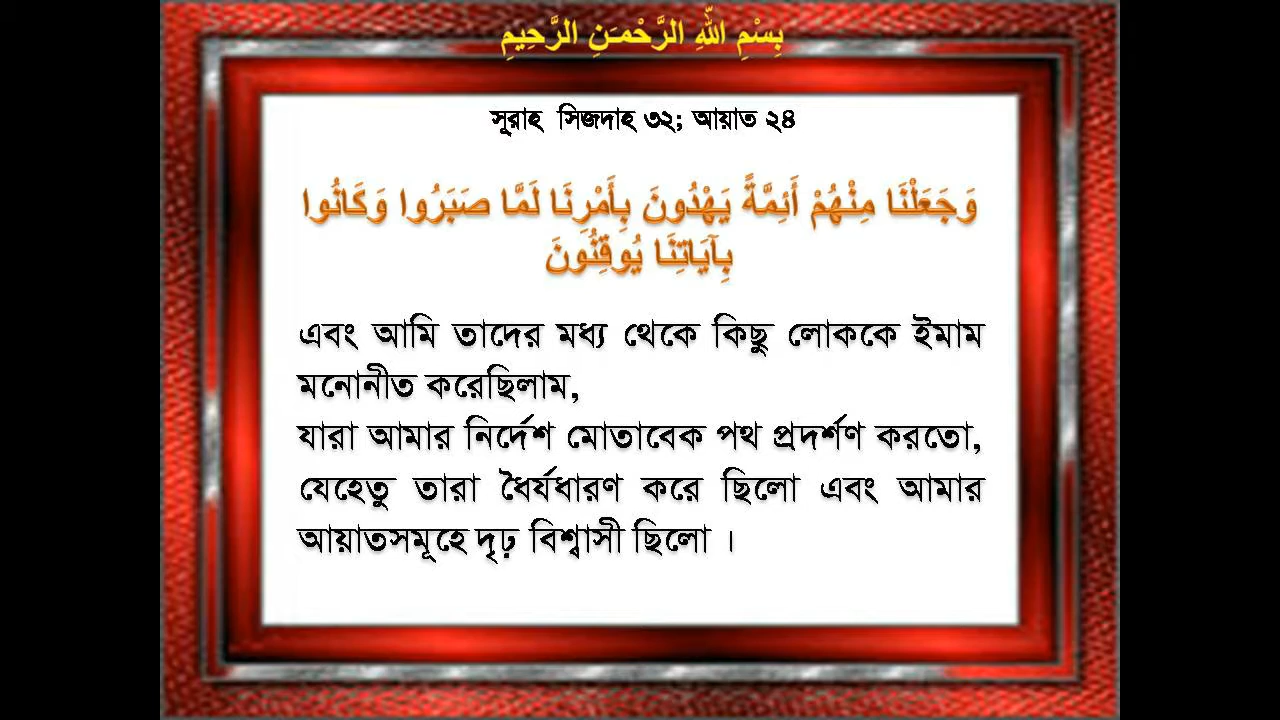 بِسْمِ اللّهِ الرَّحْمـَنِ الرَّحِيمِ
সূরাহ সিজদাহ ৩২; আয়াত ২৪
وَجَعَلْنَا مِنْهُمْ أَئِمَّةً يَهْدُونَ بِأَمْرِنَا لَمَّا صَبَرُوا وَكَانُوا
بِآيَاتِنَا يُوقِنُونَ
এবং আমি তাদের মধ্য থেকে কিছু লোককে ইমাম
মনোনীত করেছিলাম,
যারা আমার নির্দেশ মোতাবেক পথ প্রদর্শণ করতো,
যেহেতু তারা ধৈর্যধারণ করে ছিলো এবং আমার
আয়াতসমূহে দৃঢ় বিশ্বাসী ছিলো ।